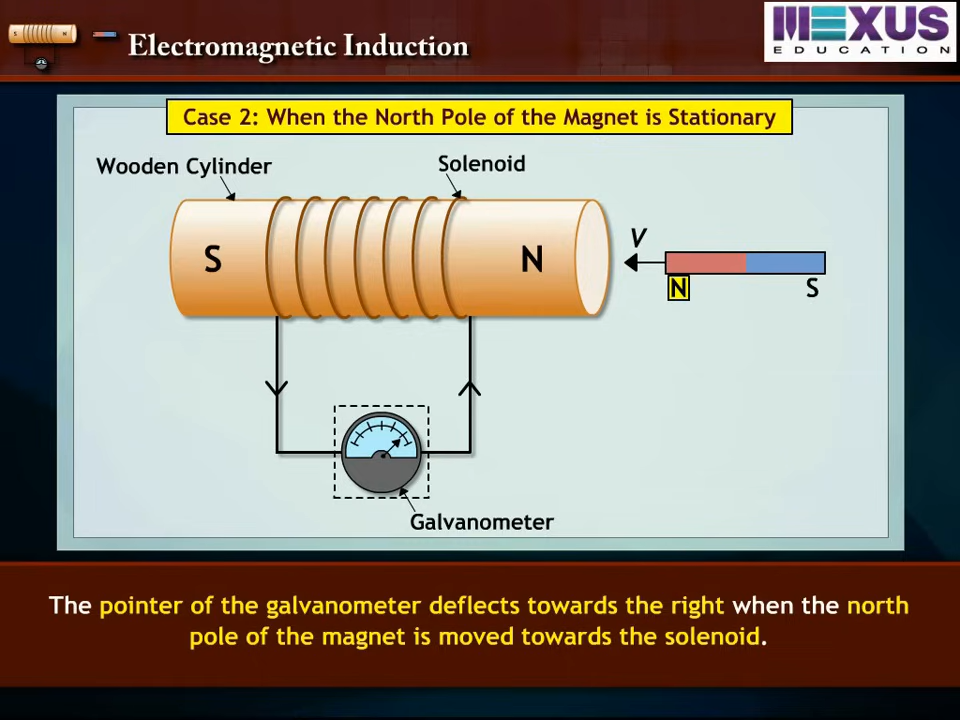 Electromagnetic Induction
MEXUS
EDUCATION
Case 2: When the North Pole of the Magnet is Stationary
Wooden Cylinder
Solenoid
S
N
V
N
S
Galvanometer
The pointer of the galvanometer deflects towards the right when the north
pole of the magnet is moved towards the solenoid.